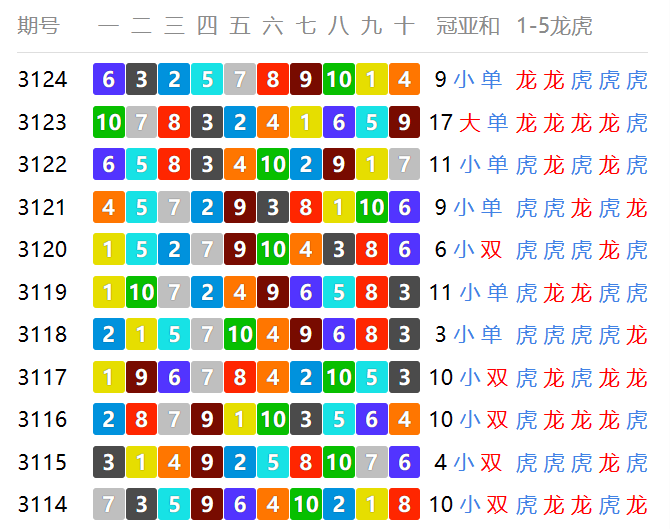 期号 一 二 三 四 五 六 七 八 九 十 冠亚和 1-5龙虎
3124 6 3 2 5 7 8 9 10 1 4 9 小 单 龙 龙 虎 虎 虎
3123 10 7 8 3 2 4 1 6 5 9 17 大 单 龙 龙 龙 龙 虎
3122 6 5 8 3 4 10 2 9 1 7 11 小 单 虎 龙 虎 龙 虎
3121 4 5 7 2 9 3 8 1 10 6 9 小 单 虎 虎 龙 虎 龙
3120 1 5 2 7 9 10 4 3 8 6 6 小 双 虎 虎 虎 龙 虎
3119 1 10 7 2 4 9 6 5 8 3 11 小 单 虎 龙 龙 虎 虎
3118 2 1 5 7 10 4 9 6 8 3 3 小 单 虎 虎 虎 虎 龙
3117 1 9 6 7 8 4 2 10 5 3 10 小 双 虎 龙 虎 龙 龙
3116 2 8 7 9 1 10 3 5 6 4 10 小 双 虎 龙 龙 龙 虎
3115 3 1 4 9 2 5 8 10 7 6 4 小 双 虎 虎 虎 龙 虎
3114 7 3 5 9 6 4 10 2 1 8 10 小 双 虎 龙 龙 虎 龙